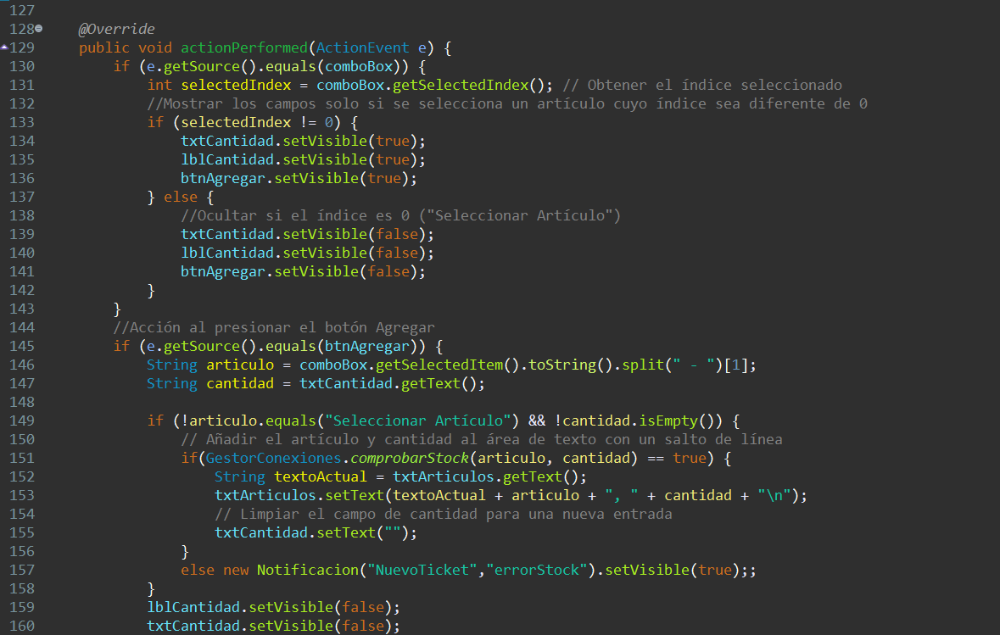 127
128 @Override
129 public void actionPerformed(ActionEvent e) {
130 if (e.getSource().equals(comboBox)) {
131 int selectedIndex = comboBox.getSelectedIndex(); // Obtener el índice seleccionado
132 //Mostrar los campos solo si se selecciona un artículo cuyo índice sea diferente de 0
133 if (selectedIndex != 0) {
134 txtCantidad.setVisible(true);
135 lblCantidad.setVisible(true);
136 btnAgregar.setVisible(true);
137 } else {
138 //Ocultar si el índice es 0 ("Seleccionar Artículo")
139 txtCantidad.setVisible(false);
140 lblCantidad.setVisible(false);
141 btnAgregar.setVisible(false);
142 }
143 }
144 //Acción al presionar el botón Agregar
145 if (e.getSource().equals(btnAgregar)) {
146 String articulo = comboBox.getSelectedItem().toString().split(" - ")[1];
147 String cantidad = txtCantidad.getText();
148
149 if (!articulo.equals("Seleccionar Artículo") && !cantidad.isEmpty()) {
150 // Añadir el artículo y cantidad al área de texto con un salto de línea
151 if(GestorConexiones.comprobarStock(articulo, cantidad) == true) {
152 String textoActual = txtArticulos.getText();
153 txtArticulos.setText(textoActual + articulo + ", " + cantidad + "\n");
154 // Limpiar el campo de cantidad para una nueva entrada
155 txtCantidad.setText("");
156 }
157 else new Notificacion("NuevoTicket","errorStock").setVisible(true);;
158 }
159 lblCantidad.setVisible(false);
160 txtCantidad.setVisible(false);